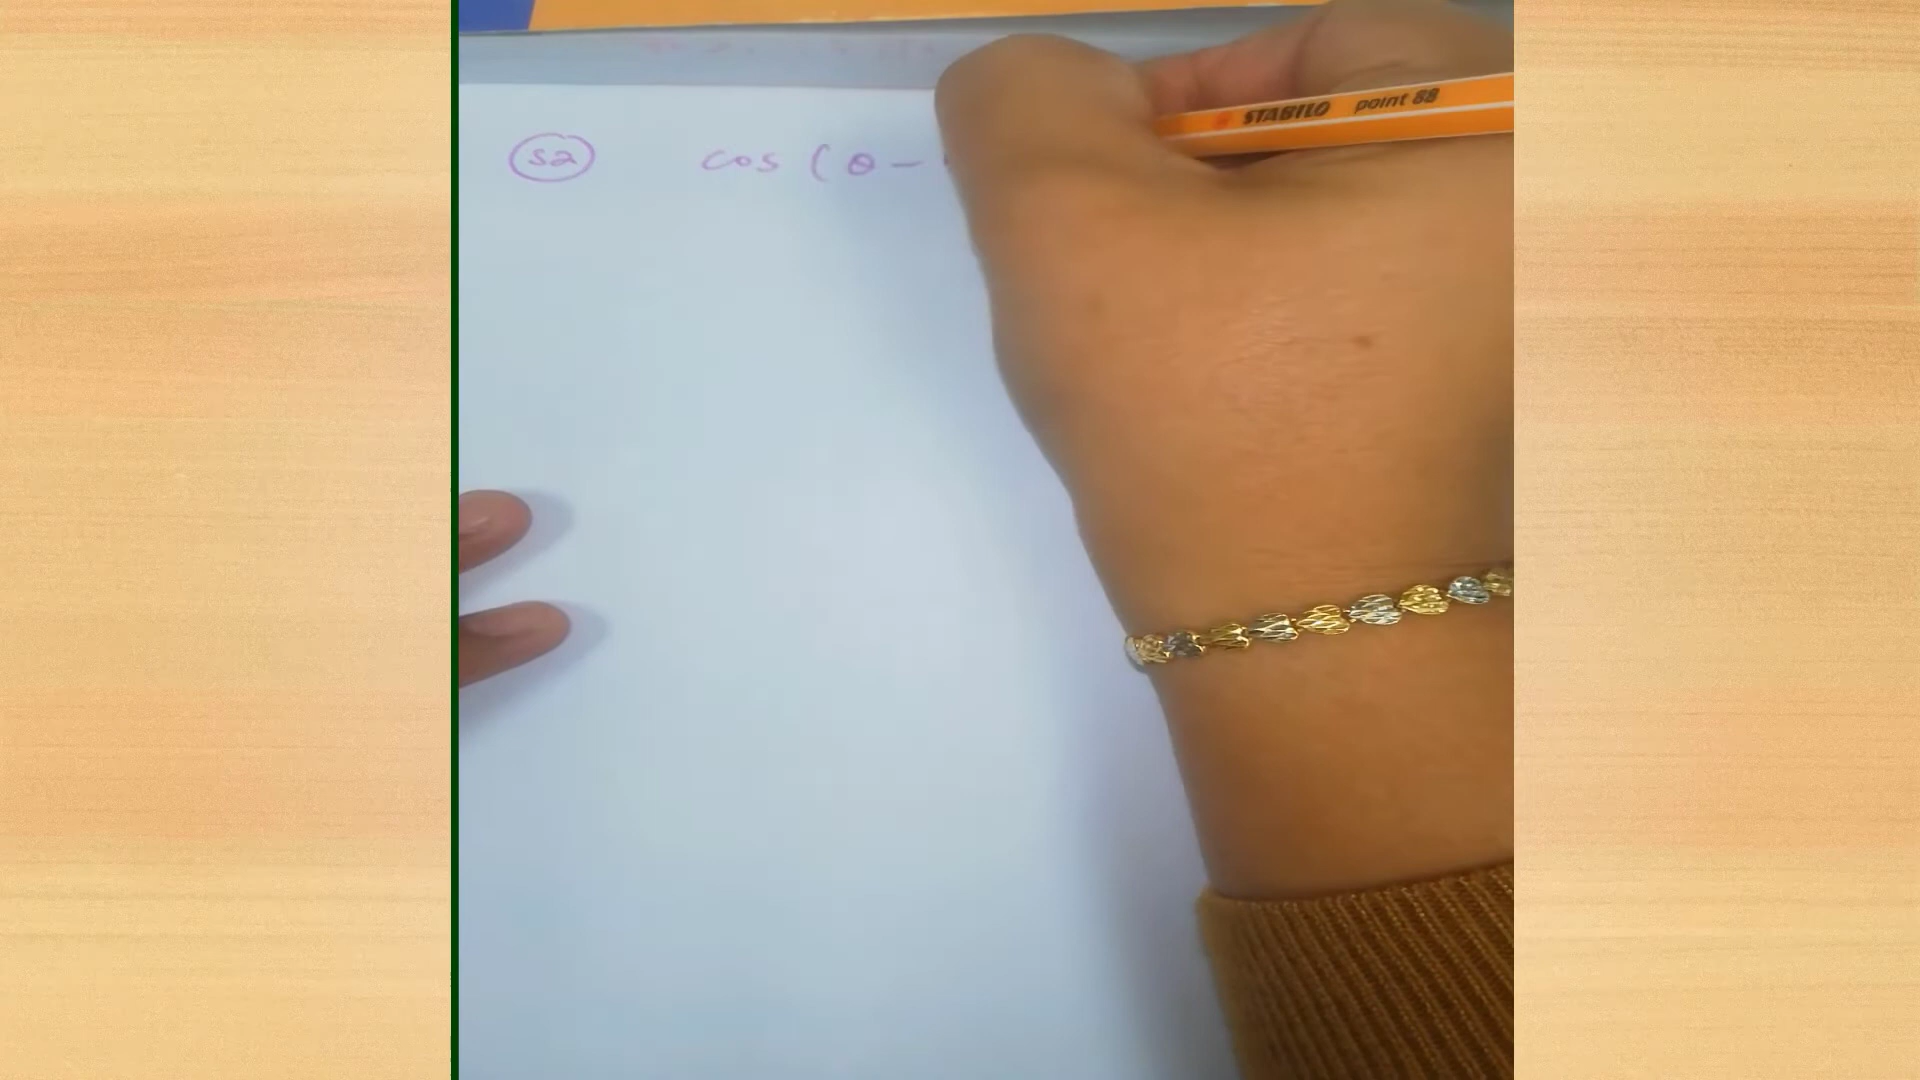 STABILO point 88
52 cos (θ -